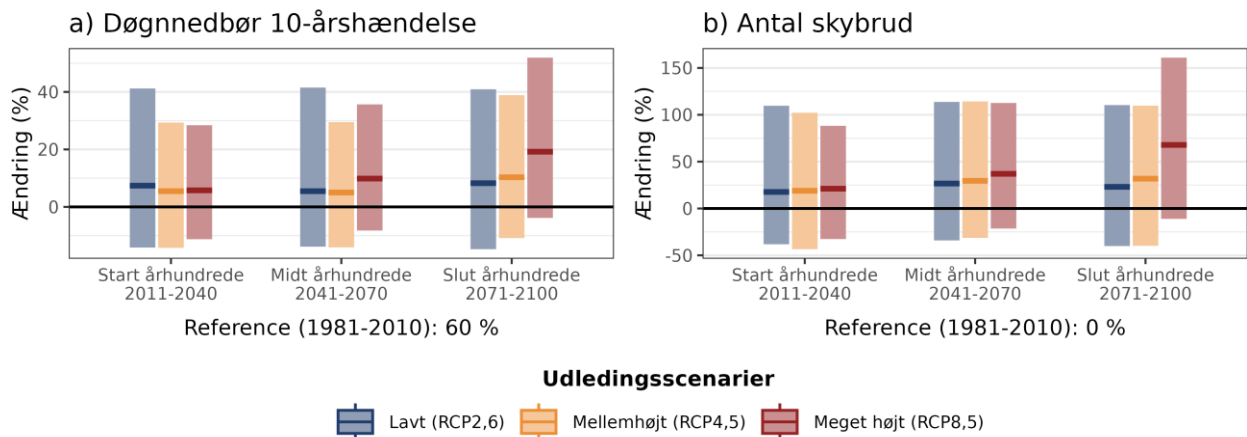 a) Døgnnedbør 10-årshændelse
Ændring (%)
40
20
0
Start århundrede
2011-2040
Midt århundrede
2041-2070
Slut århundrede
2071-2100
Reference (1981-2010): 60 %
b) Antal skybrud
Ændring (%)
150
100
50
0
-50
Start århundrede
2011-2040
Midt århundrede
2041-2070
Slut århundrede
2071-2100
Reference (1981-2010): 0 %
Udledingsscenarier
Lavt (RCP2,6)
Mellemhøjt (RCP4,5)
Meget højt (RCP8,5)